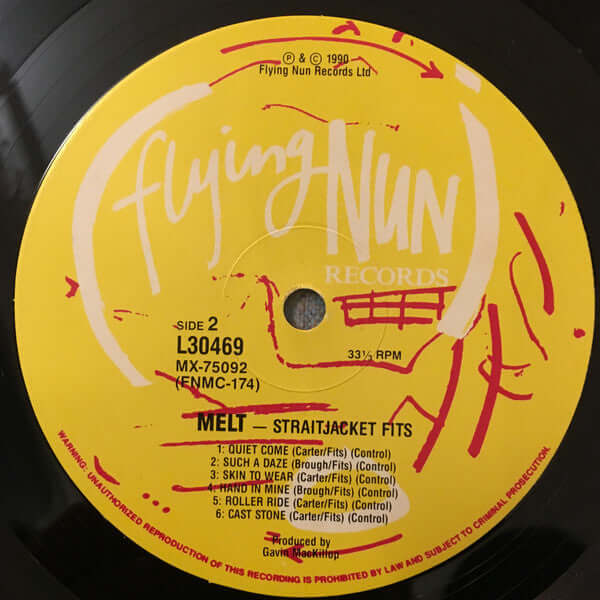 ℗ & © 1990
Flying Nun Records Ltd
flying NUN
RECORDS
SIDE 2
L30469
MX-75092
(FNMC-174)
33⅓ RPM
MELT — STRAITJACKET FITS
1: QUIET COME (Carter/Fits) (Control)
2: SUCH A DAZE (Brough/Fits) (Control)
3: SKIN TO WEAR (Carter/Fits) (Control)
4: HAND IN MINE (Brough/Fits) (Control)
5: ROLLER RIDE (Carter/Fits) (Control)
6: CAST STONE (Carter/Fits) (Control)
Produced by
Gavin MacKillop
WARNING: UNAUTHORIZED REPRODUCTION OF THIS RECORDING IS PROHIBITED BY LAW AND SUBJECT TO CRIMINAL PROSECUTION.